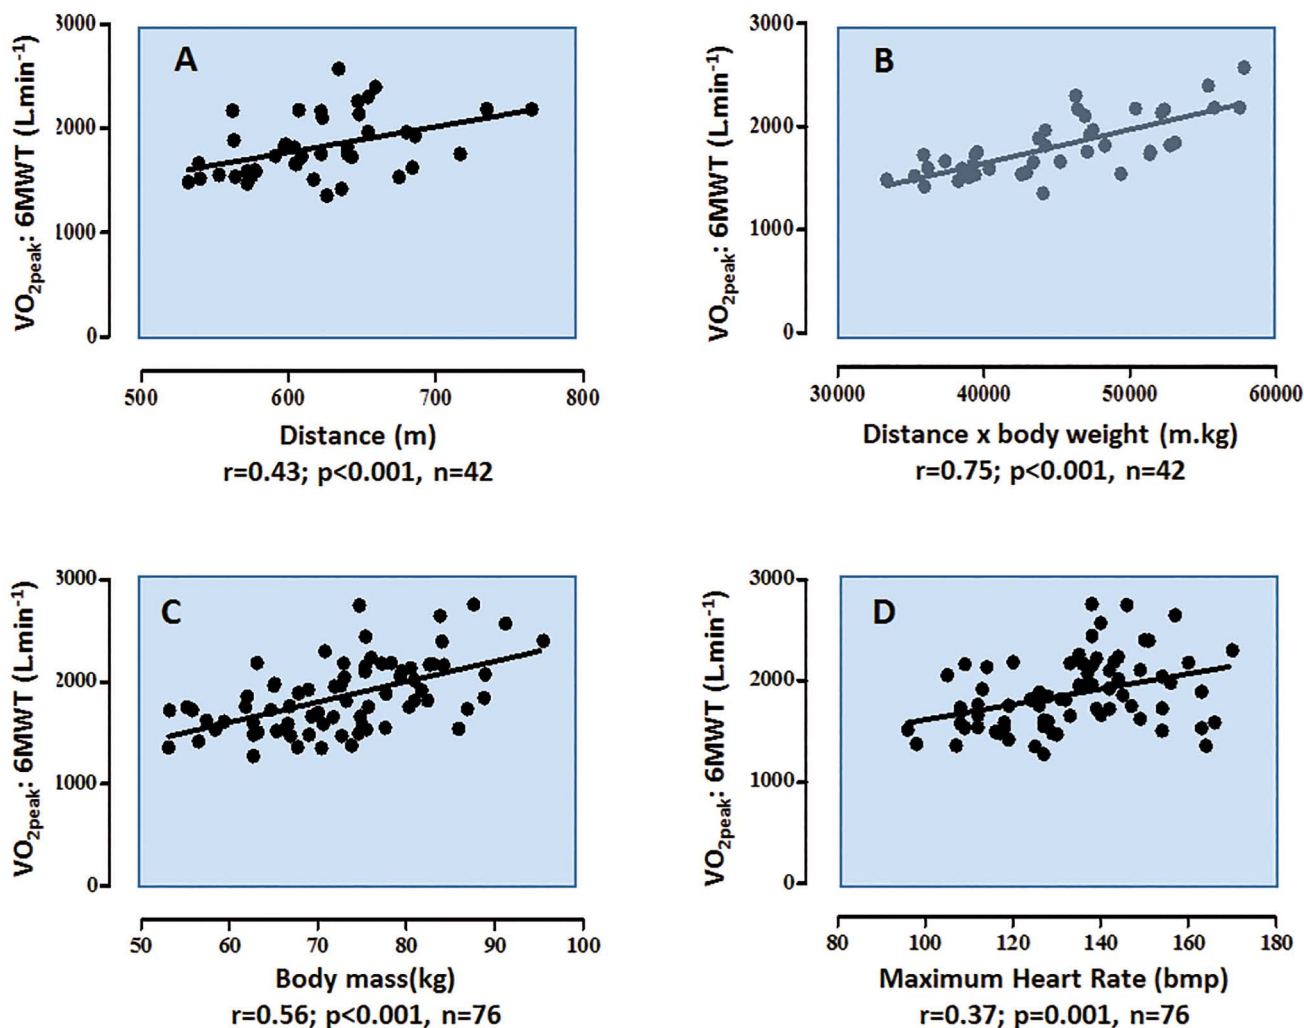 A
VO2peak: 6MWT (L.min-1)
3000
2000
1000
0
500 600 700 800
Distance (m)
r=0.43; p<0.001, n=42
B
VO2peak: 6MWT (L.min-1)
3000
2000
1000
0
30000 40000 50000 60000
Distance x body weight (m.kg)
r=0.75; p<0.001, n=42
C
VO2peak: 6MWT (L.min-1)
3000
2000
1000
0
50 60 70 80 90 100
Body mass(kg)
r=0.56; p<0.001, n=76
D
VO2peak: 6MWT (L.min-1)
3000
2000
1000
0
80 100 120 140 160 180
Maximum Heart Rate (bmp)
r=0.37; p=0.001, n=76